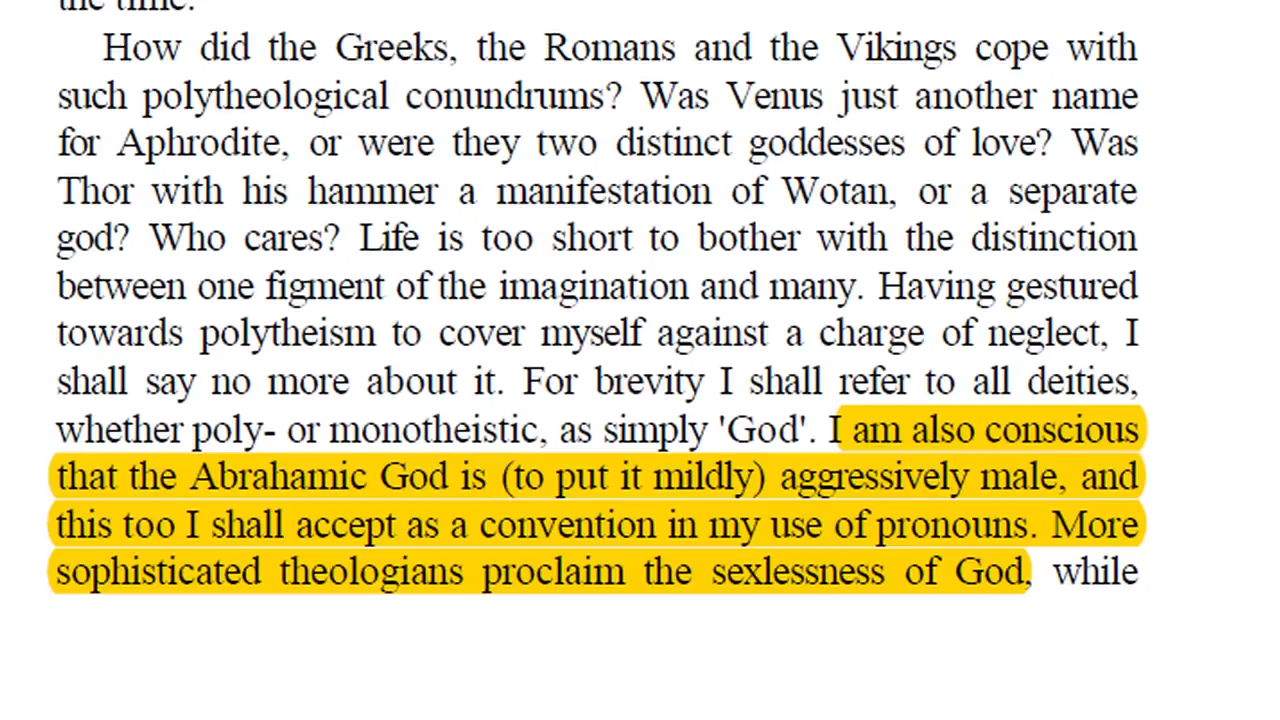 the time.
How did the Greeks, the Romans and the Vikings cope with
such polytheological conundrums? Was Venus just another name
for Aphrodite, or were they two distinct goddesses of love? Was
Thor with his hammer a manifestation of Wotan, or a separate
god? Who cares? Life is too short to bother with the distinction
between one figment of the imagination and many. Having gestured
towards polytheism to cover myself against a charge of neglect, I
shall say no more about it. For brevity I shall refer to all deities,
whether poly- or monotheistic, as simply 'God'. I am also conscious
that the Abrahamic God is (to put it mildly) aggressively male, and
this too I shall accept as a convention in my use of pronouns. More
sophisticated theologians proclaim the sexlessness of God, while